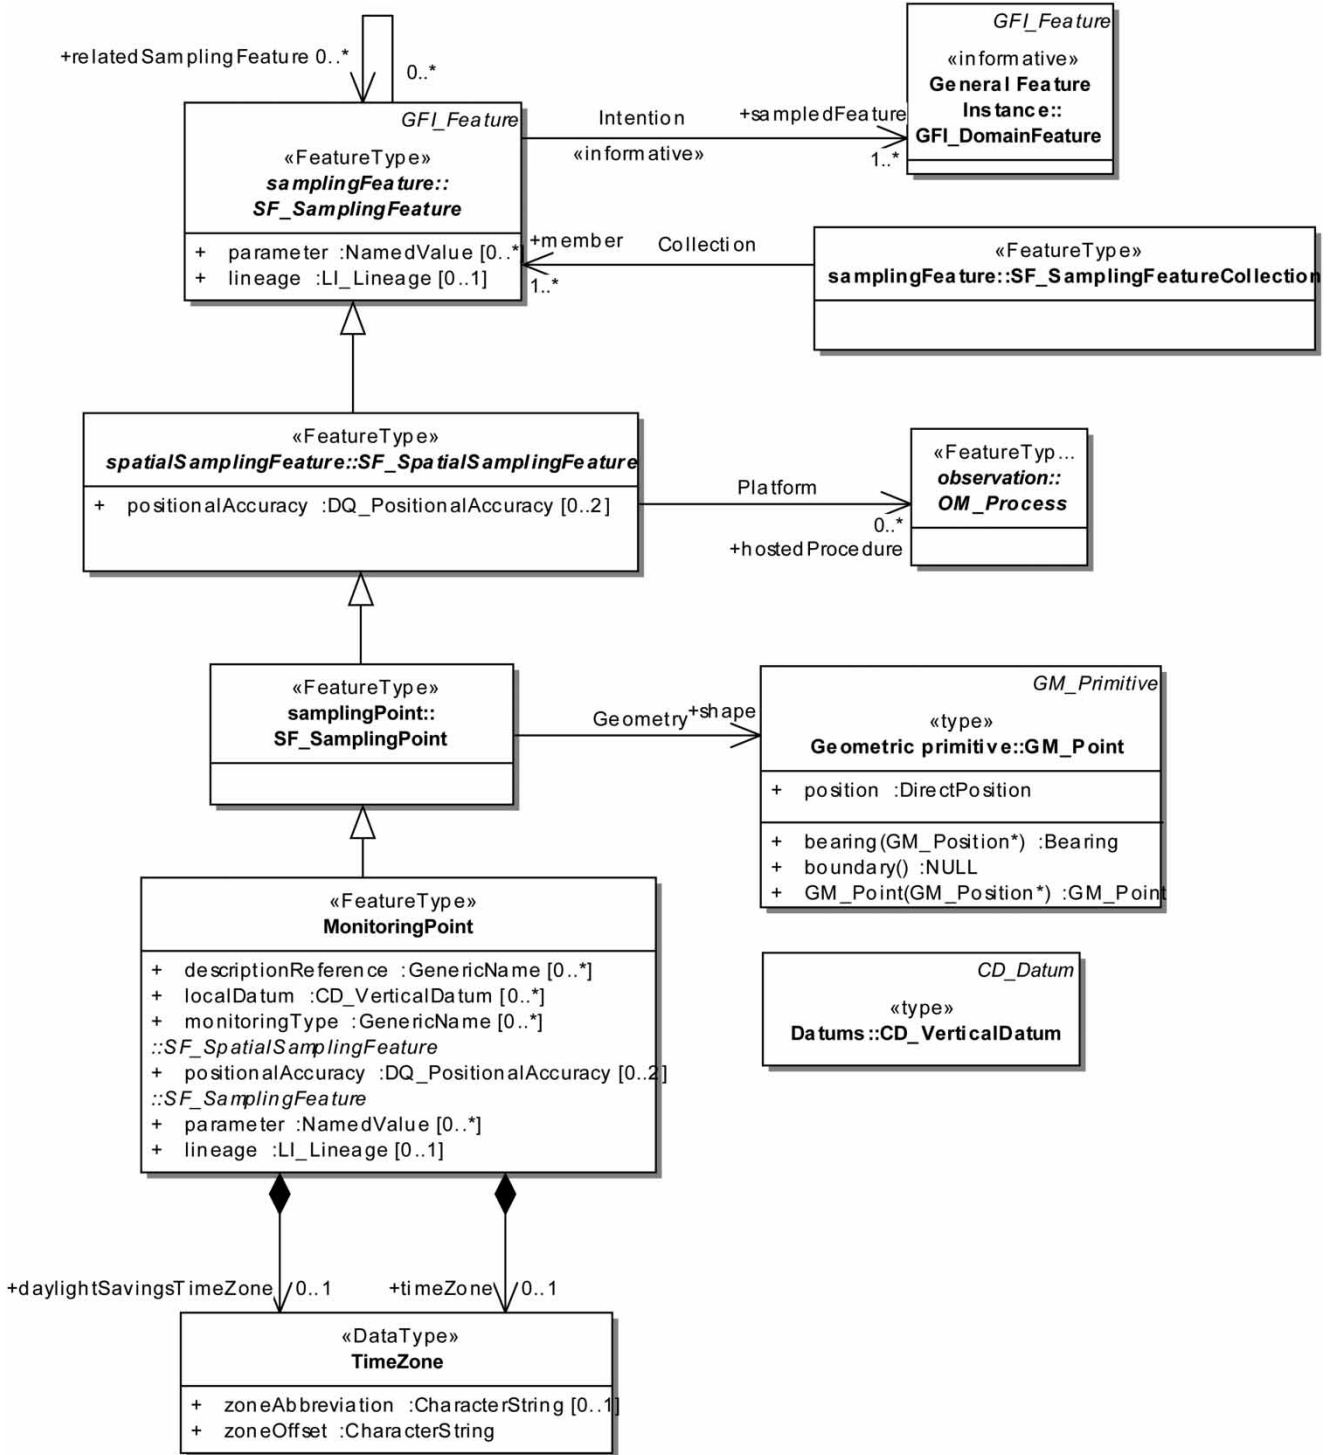 +relatedSamplingFeature 0..*
0..*
GFI_Feature
«FeatureType»
samplingFeature::
SF_SamplingFeature
+ parameter :NamedValue [0..*]
+ lineage :LI_Lineage [0..1]
Intention
«informative»
+sampledFeature
1..*
GFI_Feature
«informative»
General Feature
Instance::
GFI_DomainFeature
+member
1..*
Collection
«FeatureType»
samplingFeature::SF_SamplingFeatureCollection
«FeatureType»
spatialSamplingFeature::SF_SpatialSamplingFeature
+ positionalAccuracy :DQ_PositionalAccuracy [0..2]
Platform
0..*
+hostedProcedure
«FeatureTyp...
observation::
OM_Process
«FeatureType»
samplingPoint::
SF_SamplingPoint
Geometry
+shape
GM_Primitive
«type»
Geometric primitive::GM_Point
+ position :DirectPosition
+ bearing(GM_Position*) :Bearing
+ boundary() :NULL
+ GM_Point(GM_Position*) :GM_Point
«FeatureType»
MonitoringPoint
+ descriptionReference :GenericName [0..*]
+ localDatum :CD_VerticalDatum [0..*]
+ monitoringType :GenericName [0..*]
::SF_SpatialSamplingFeature
+ positionalAccuracy :DQ_PositionalAccuracy [0..2]
::SF_SamplingFeature
+ parameter :NamedValue [0..*]
+ lineage :LI_Lineage [0..1]
CD_Datum
«type»
Datums::CD_VerticalDatum
+daylightSavingsTimeZone
0..1
+timeZone
0..1
«DataType»
TimeZone
+ zoneAbbreviation :CharacterString [0..1]
+ zoneOffset :CharacterString